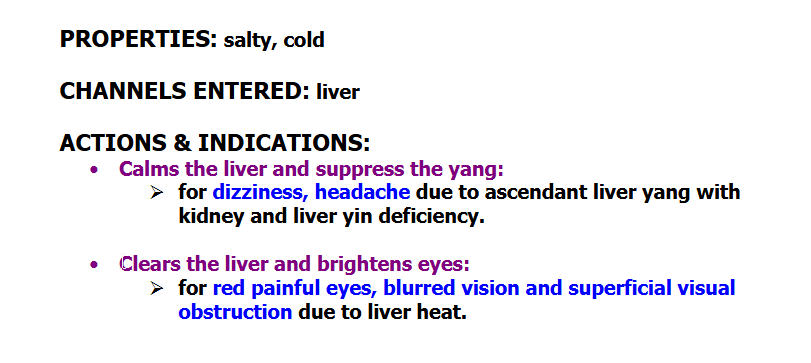 PROPERTIES: salty, cold
CHANNELS ENTERED: liver
ACTIONS & INDICATIONS:
• Calms the liver and suppress the yang:
➢ for dizziness, headache due to ascendant liver yang with
kidney and liver yin deficiency.
• Clears the liver and brightens eyes:
➢ for red painful eyes, blurred vision and superficial visual
obstruction due to liver heat.